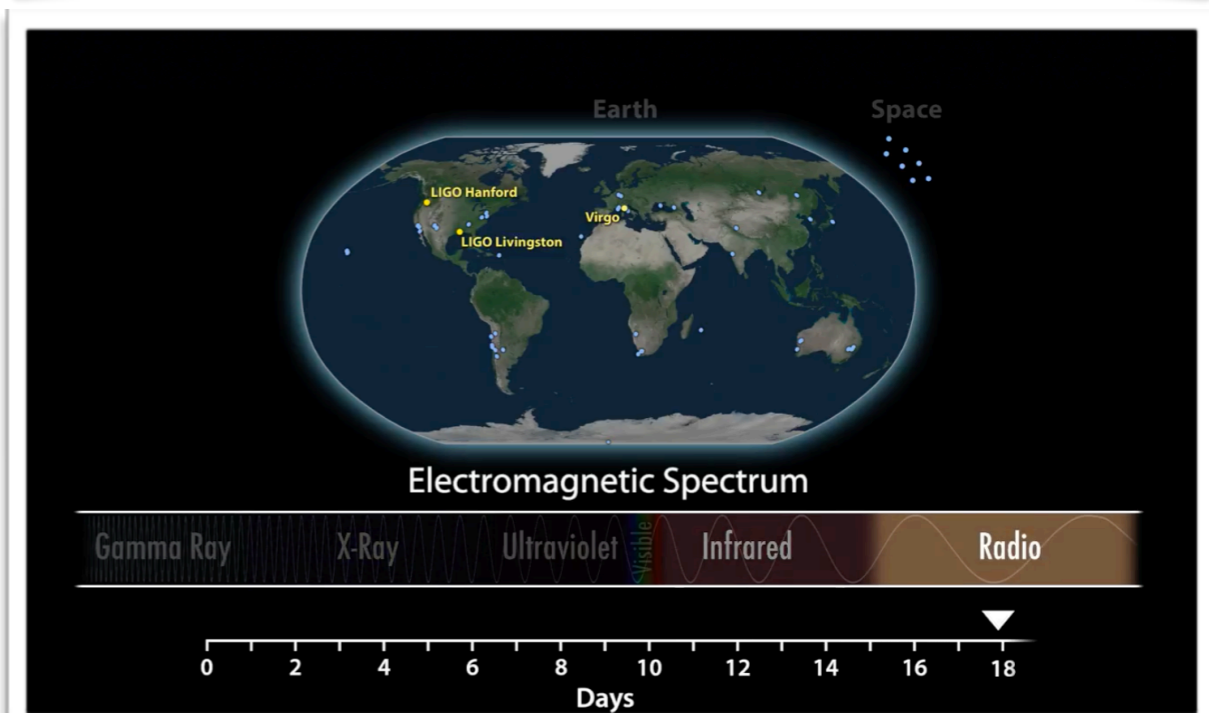 Earth
Space
LIGO Hanford
Virgo
LIGO Livingston
Electromagnetic Spectrum
Gamma Ray X-Ray Ultraviolet Visible Infrared Radio
0 2 4 6 8 10 12 14 16 18
Days